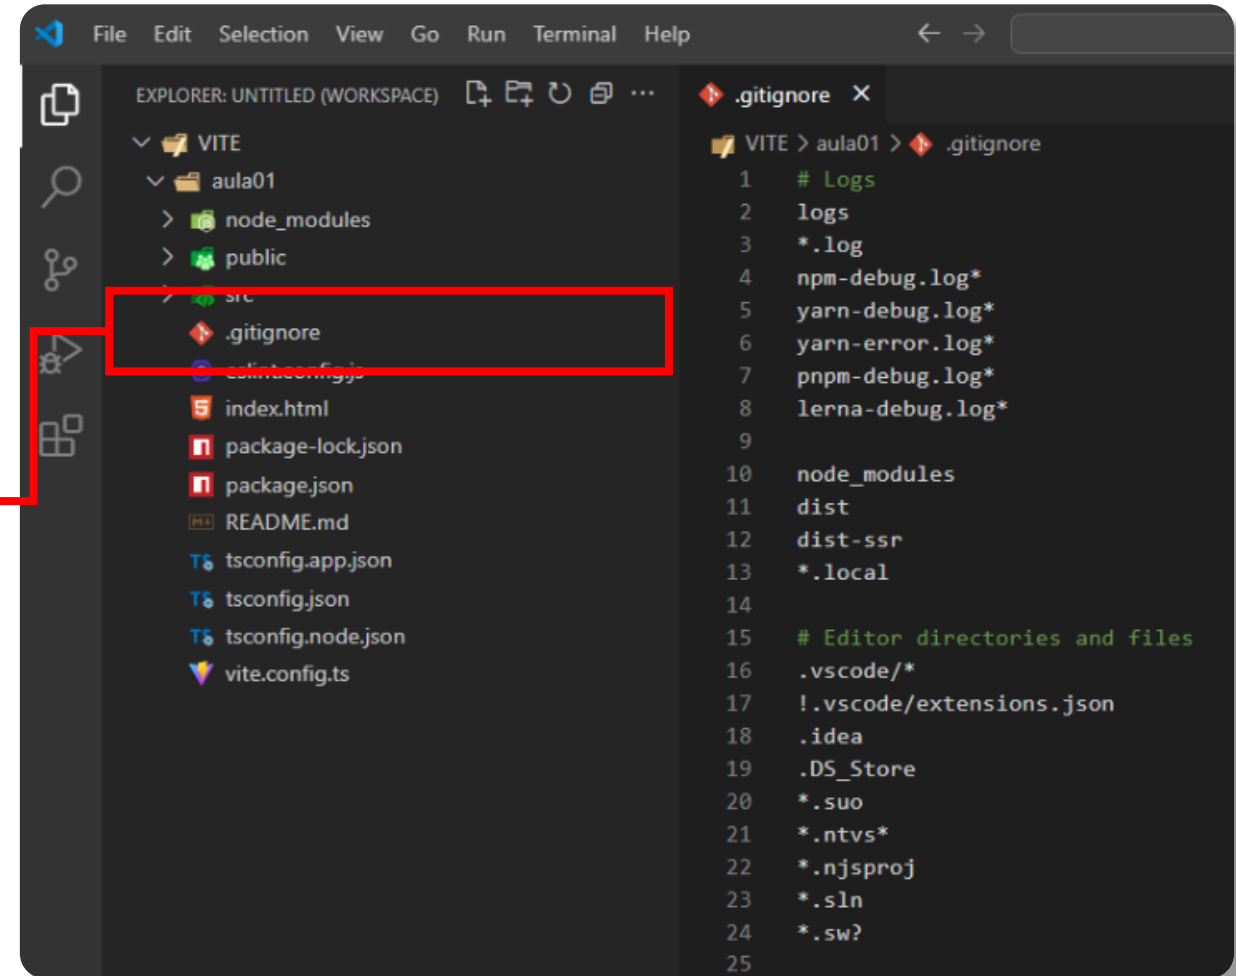 File Edit Selection View Go Run Terminal Help
EXPLORER: UNTITLED (WORKSPACE)
VITE
aula01
node_modules
public
src
.gitignore
eslint.config.js
index.html
package-lock.json
package.json
README.md
tsconfig.app.json
tsconfig.json
tsconfig.node.json
vite.config.ts
.gitignore
VITE > aula01 > .gitignore
1 # Logs
2 logs
3 *.log
4 npm-debug.log*
5 yarn-debug.log*
6 yarn-error.log*
7 pnpm-debug.log*
8 lerna-debug.log*
9
10 node_modules
11 dist
12 dist-ssr
13 *.local
14
15 # Editor directories and files
16 .vscode/*
17 !.vscode/extensions.json
18 .idea
19 .DS_Store
20 *.suo
21 *.ntvs*
22 *.njsproj
23 *.sln
24 *.sw?
25